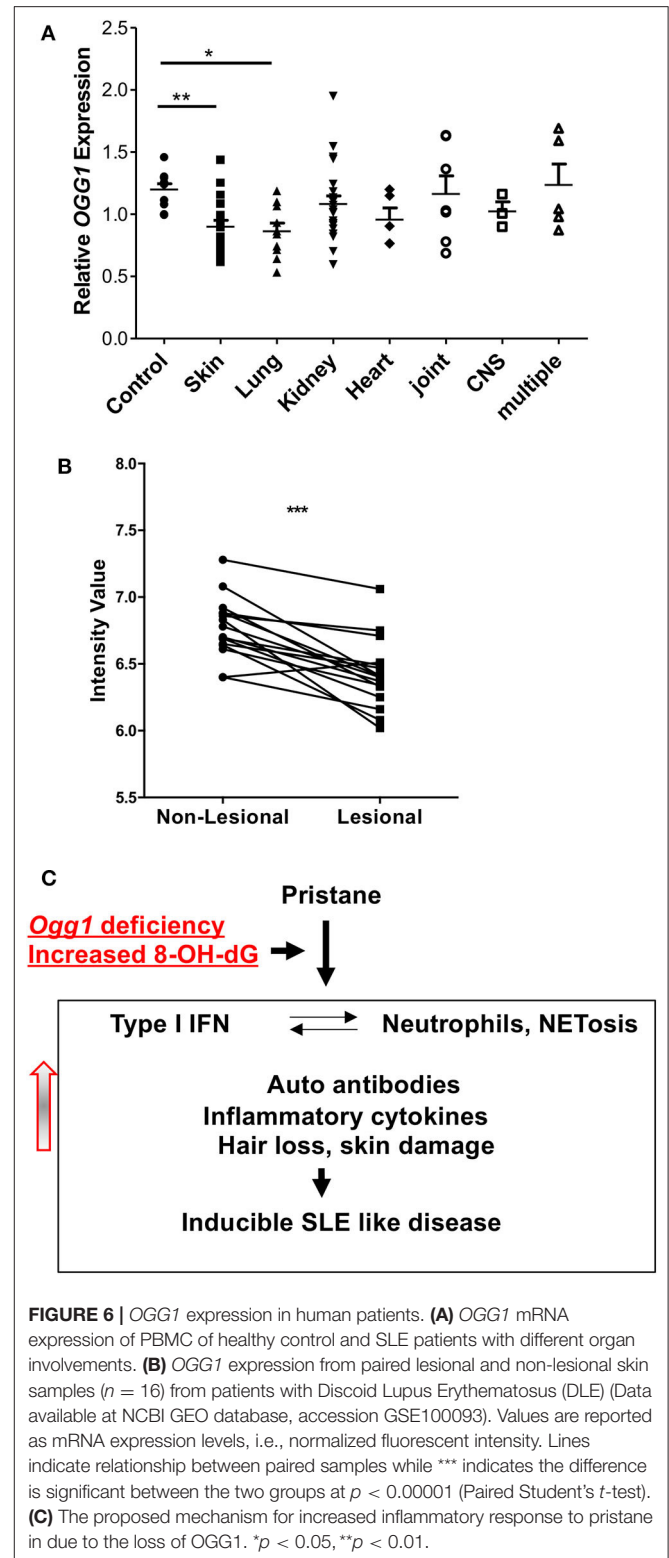 A
Relative OGG1 Expression
2.5
2.0
1.5
1.0
0.5
0.0
*
**
Control
Skin
Lung
Kidney
Heart
joint
CNS
multiple
B
Intensity Value
8.0
7.5
7.0
6.5
6.0
5.5
***
Non-Lesional
Lesional
C
Pristane
Ogg1 deficiency
Increased 8-OH-dG
Type I IFN
Neutrophils, NETosis
Auto antibodies
Inflammatory cytokines
Hair loss, skin damage
Inducible SLE like disease
FIGURE 6 | OGG1 expression in human patients. (A) OGG1 mRNA
expression of PBMC of healthy control and SLE patients with different organ
involvements. (B) OGG1 expression from paired lesional and non-lesional skin
samples (n = 16) from patients with Discoid Lupus Erythematosus (DLE) (Data
available at NCBI GEO database, accession GSE100093). Values are reported
as mRNA expression levels, i.e., normalized fluorescent intensity. Lines
indicate relationship between paired samples while *** indicates the difference
is significant between the two groups at p < 0.00001 (Paired Student's t-test).
(C) The proposed mechanism for increased inflammatory response to pristane
in due to the loss of OGG1. *p < 0.05, **p < 0.01.